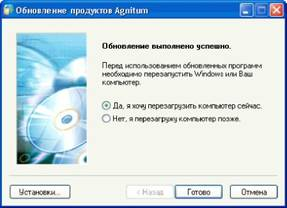 Обновление продуктов Agnitum
Обновление выполнено успешно.
Перед использованием обновленных программ
необходимо перезапустить Windows или Ваш
компьютер.
Да, я хочу перезагрузить компьютер сейчас.
Нет, я перезагружу компьютер позже.
Установки...
< Назад
Готово
Отмена